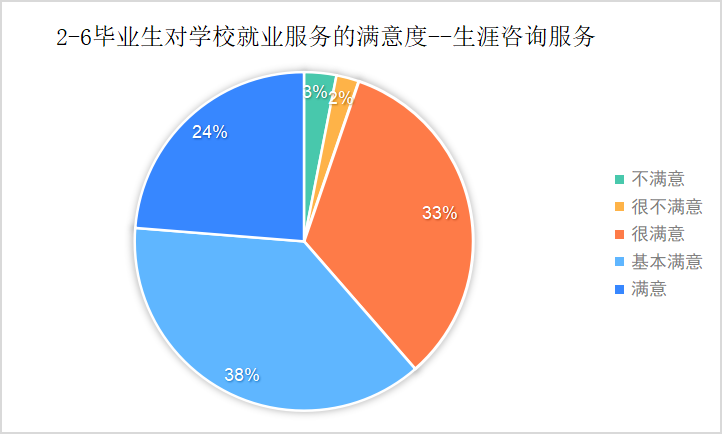 2-6毕业生对学校就业服务的满意度--生涯咨询服务
3%
2%
24%
33%
38%
不满意
很不满意
很满意
基本满意
满意